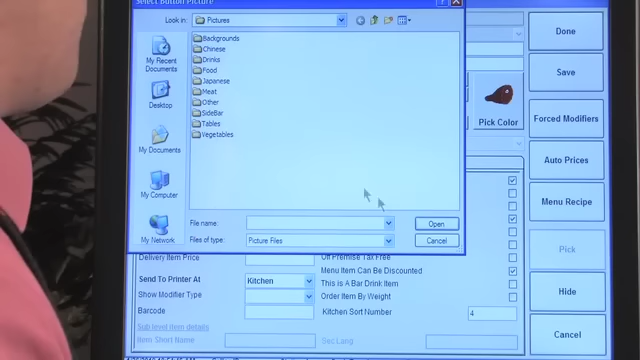 Select Button Picture
Look in:
Pictures
My Recent
Documents
Desktop
My Documents
My Computer
My Network
Backgrounds
Chinese
Drinks
Food
Japanese
Meat
Other
SideBar
Tables
Vegetables
File name:
Open
Files of type:
Picture Files
Cancel
Pick Color
Done
Save
Forced Modifiers
Auto Prices
Menu Recipe
Pick
Hide
Cancel
Delivery Item Price
Send To Printer At
Kitchen
Show Modifier Type
Barcode
Sub level item details
Item Short Name
Off Premise Tax Free
Menu Item Can Be Discounted
This is A Bar Drink Item
Order Item By Weight
Kitchen Sort Number
4
Sec Lang